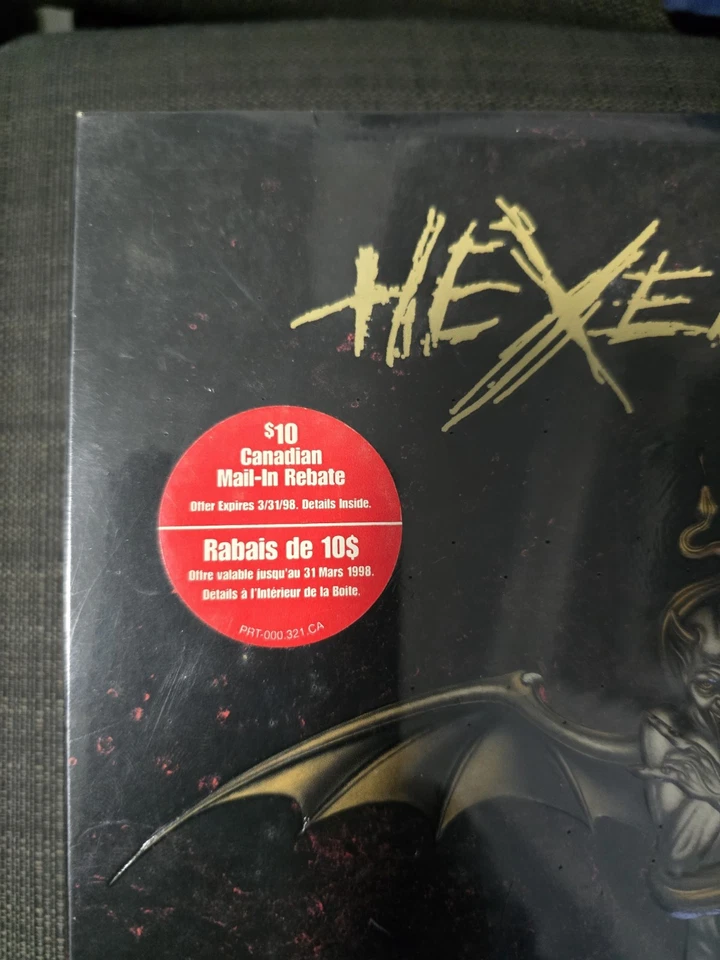 HEXEN
$10
Canadian
Mail-In Rebate
Offer Expires 3/31/98. Details Inside.
Rabais de 10$
Offre valable jusqu'au 31 Mars 1998.
Details à l'Intérieur de la Boite.
PRT-000.321.CA